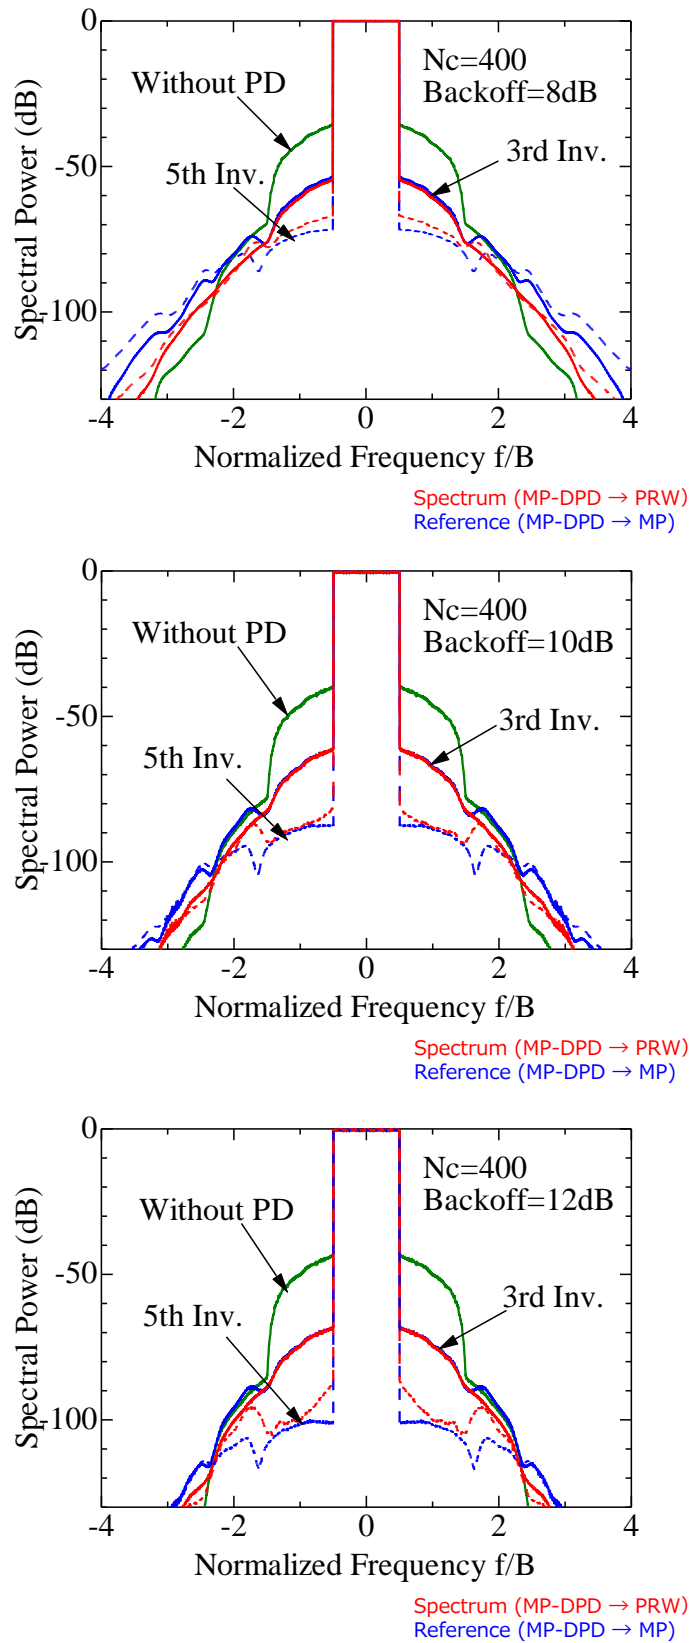 0
Nc=400
Backoff=8dB
Without PD
3rd Inv.
5th Inv.
-50
-100
Spectral Power (dB)
-4
-2
0
2
4
Normalized Frequency f/B
Spectrum (MP-DPD → PRW)
Reference (MP-DPD → MP)
0
Nc=400
Backoff=10dB
Without PD
3rd Inv.
5th Inv.
-50
-100
Spectral Power (dB)
-4
-2
0
2
4
Normalized Frequency f/B
Spectrum (MP-DPD → PRW)
Reference (MP-DPD → MP)
0
Nc=400
Backoff=12dB
Without PD
3rd Inv.
5th Inv.
-50
-100
Spectral Power (dB)
-4
-2
0
2
4
Normalized Frequency f/B
Spectrum (MP-DPD → PRW)
Reference (MP-DPD → MP)